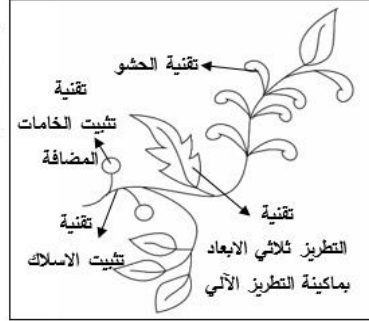 تقنية الحشو
تقنية
تثبيت الخامات
المضافة
تقنية
تثبيت الاسلاك
تقنية
التطريز ثلاثي الابعاد
بماكينة التطريز الآلي